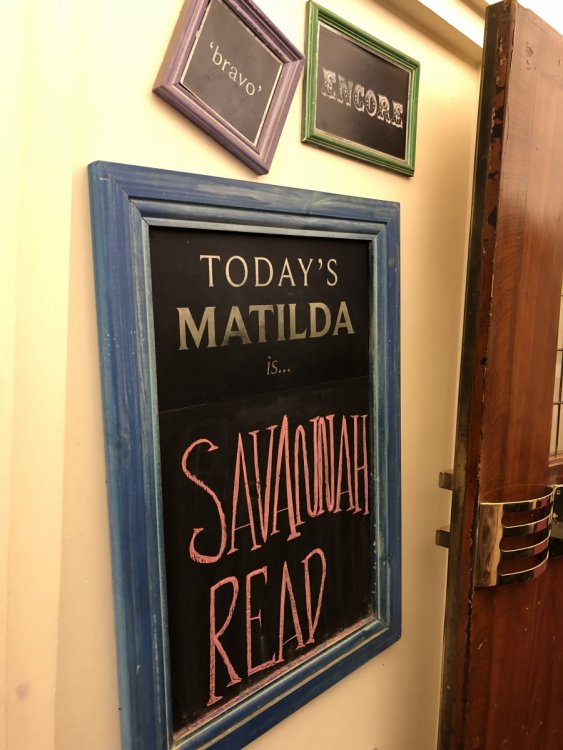 'bravo'
ENCORE
TODAY'S
MATILDA
is...
SAVANNAH
READ